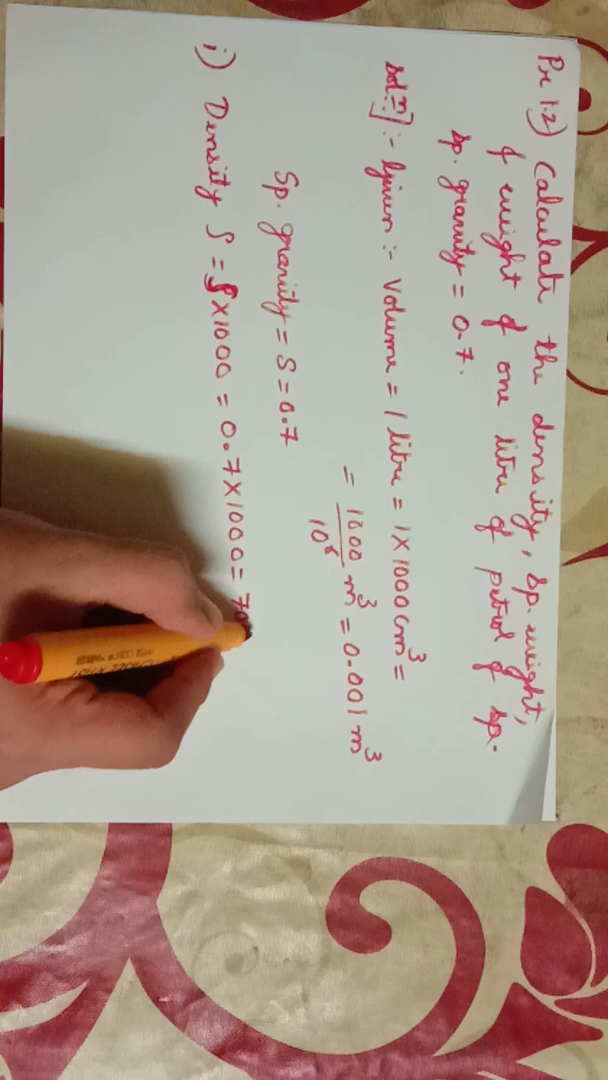 Pr 1.2) Calculate the density, sp. weight,
& weight of one litre of petrol of sp.
sp. gravity = 0.7.
Solⁿ] :- Given :- Volume = 1 litre = 1 X 1000 cm³ =
= 1000/10⁶ m³ = 0.001 m³
Sp. gravity = S = 0.7
i) Density S = S X 1000 = 0.7 X 1000 = 70